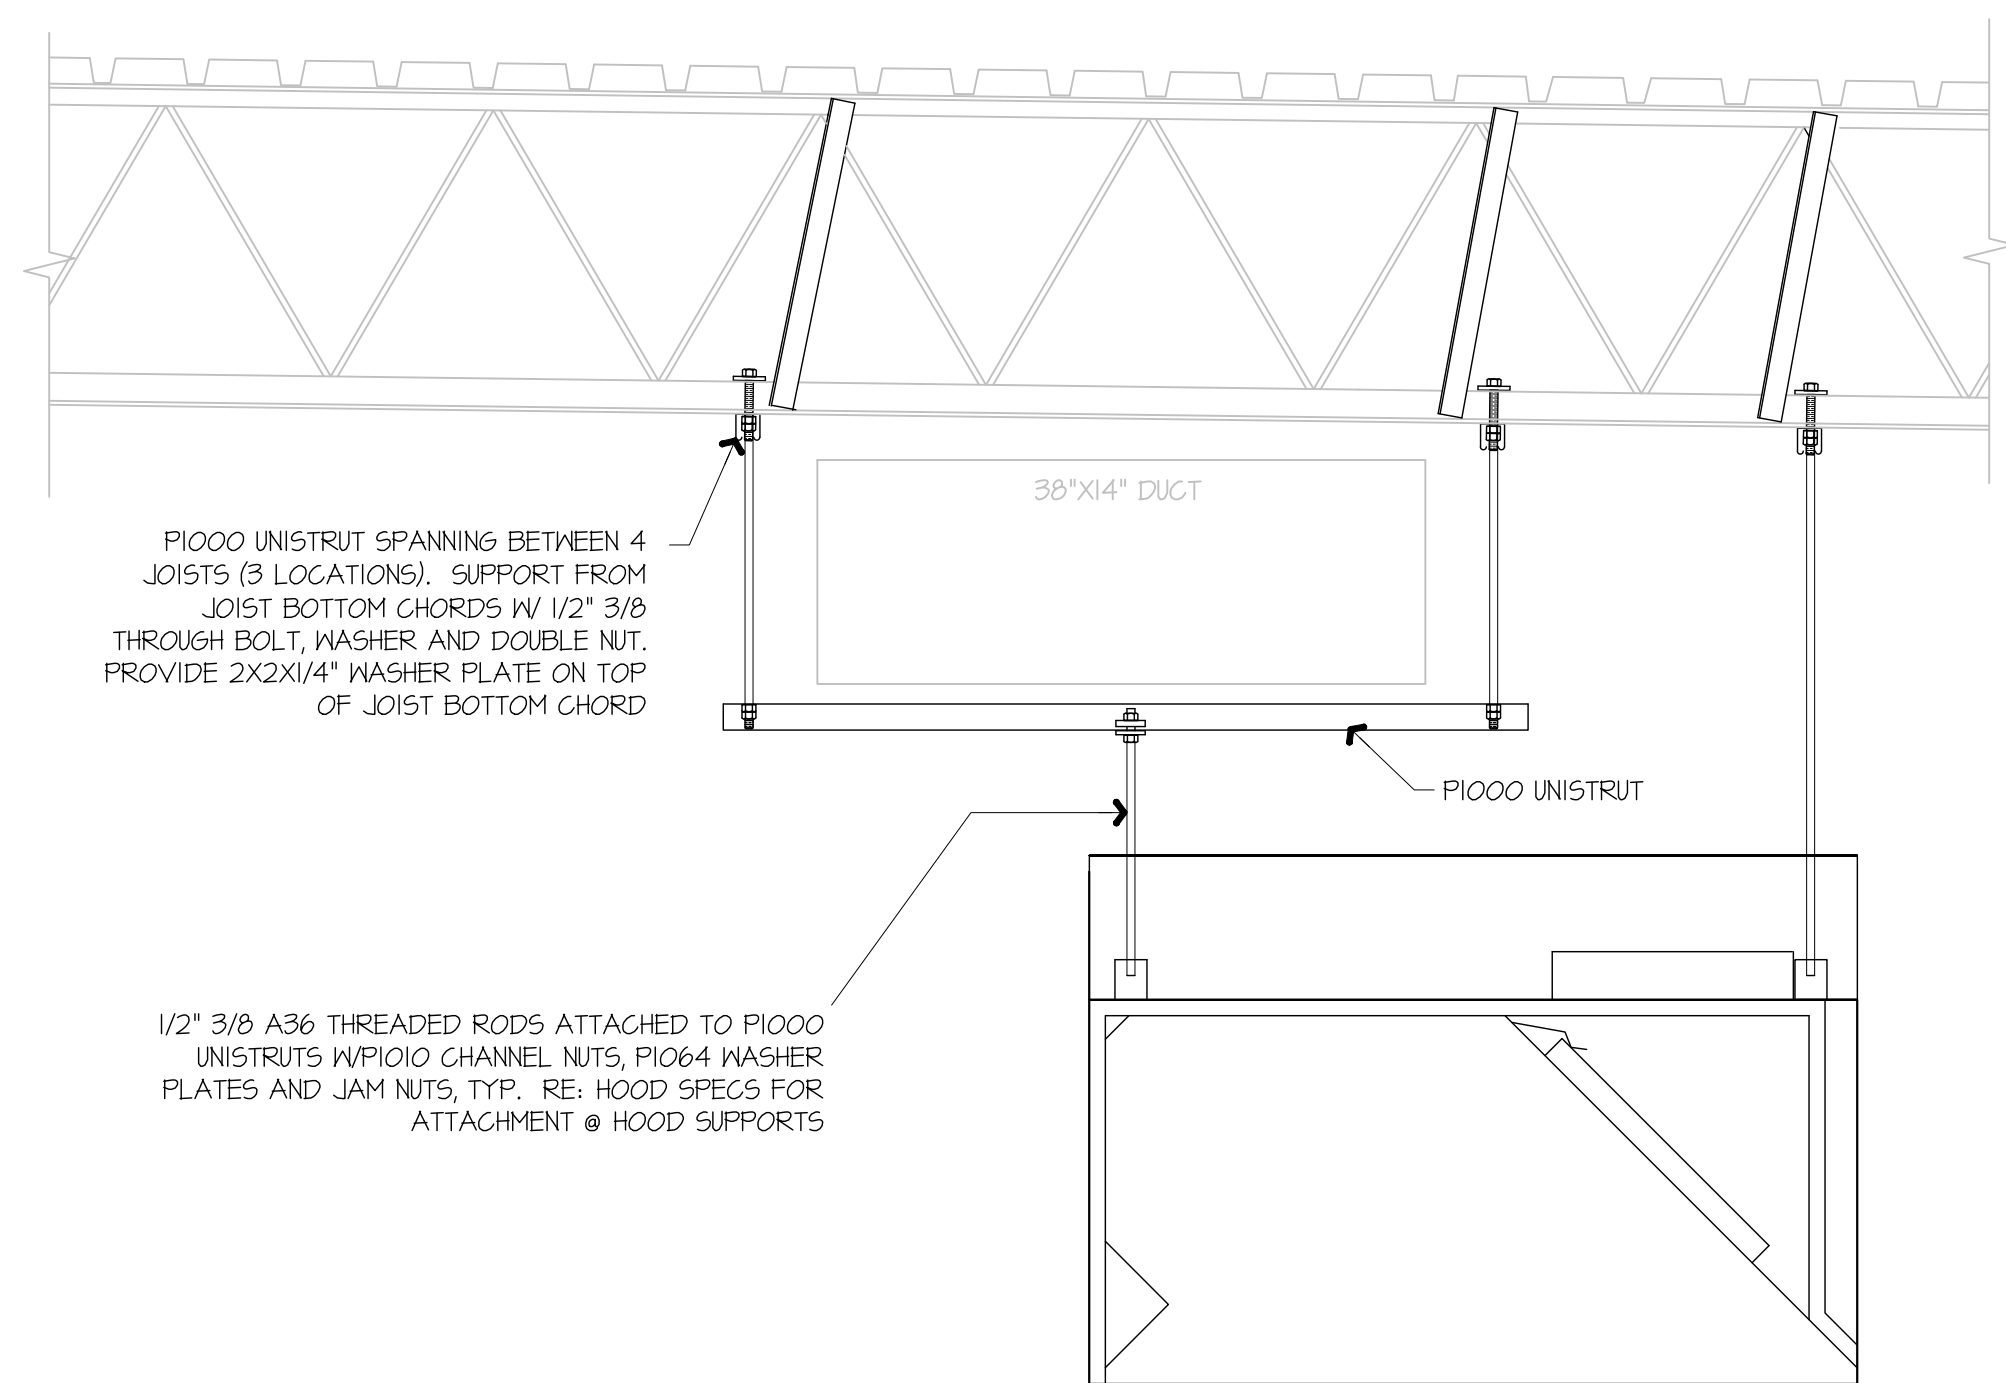 38"X14" DUCT
P1000 UNISTRUT SPANNING BETWEEN 4
JOISTS (3 LOCATIONS).  SUPPORT FROM
JOIST BOTTOM CHORDS W/ 1/2" 3/8
THROUGH BOLT, WASHER AND DOUBLE NUT.
PROVIDE 2X2X1/4" WASHER PLATE ON TOP
OF JOIST BOTTOM CHORD
P1000 UNISTRUT
1/2" 3/8 A36 THREADED RODS ATTACHED TO P1000
UNISTRUTS W/P1010 CHANNEL NUTS, P1064 WASHER
PLATES AND JAM NUTS, TYP.  RE: HOOD SPECS FOR
ATTACHMENT @ HOOD SUPPORTS